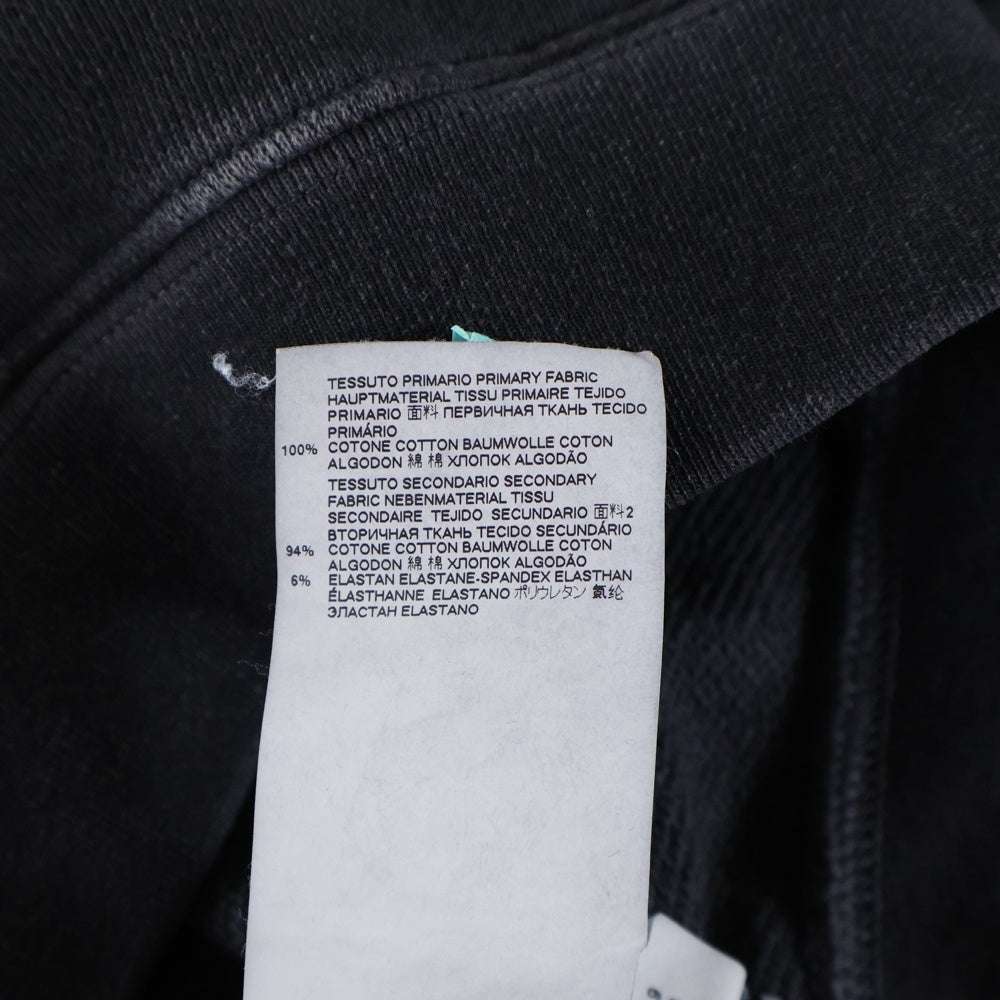 TESSUTO PRIMARIO PRIMARY FABRIC
HAUPTMATERIAL TISSU PRIMAIRE TEJIDO
PRIMARIO 面料 ПЕРВИЧНАЯ ТКАНЬ TECIDO
PRIMÁRIO
100% COTONE COTTON BAUMWOLLE COTON
ALGODON 綿 棉 ХЛОПОК ALGODÃO
TESSUTO SECONDARIO SECONDARY
FABRIC NEBENMATERIAL TISSU
SECONDAIRE TEJIDO SECUNDARIO 面料2
ВТОРИЧНАЯ ТКАНЬ TECIDO SECUNDÁRIO
94% COTONE COTTON BAUMWOLLE COTON
ALGODON 綿 棉 ХЛОПОК ALGODÃO
6% ELASTAN ELASTANE-SPANDEX ELASTHAN
ÉLASTHANNE ELASTANO ポリウレタン 氨纶
ЭЛАСТАН ELASTANO